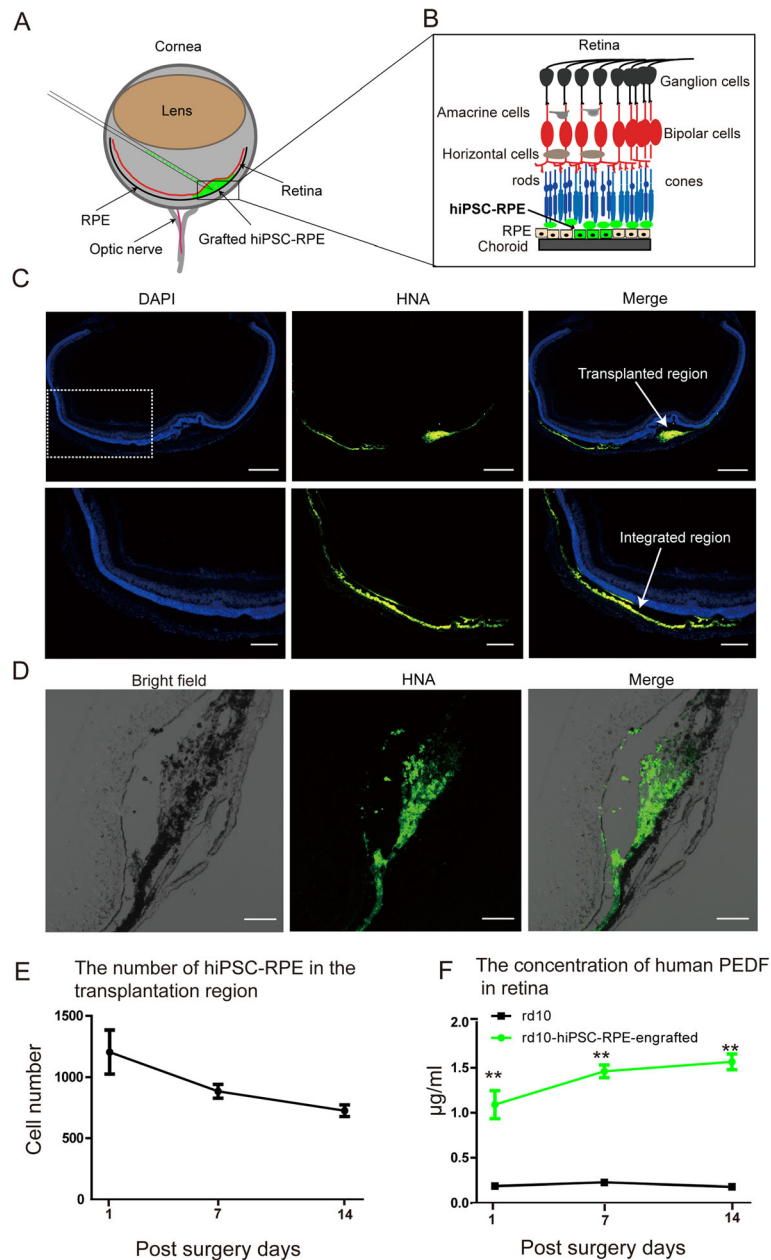 A
Cornea
Lens
Retina
RPE
Optic nerve
Grafted hiPSC-RPE
B
Retina
Ganglion cells
Amacrine cells
Bipolar cells
Horizontal cells
rods
cones
hiPSC-RPE
RPE
Choroid
C
DAPI
HNA
Merge
Transplanted region
Integrated region
D
Bright field
HNA
Merge
E
The number of hiPSC-RPE in the
transplantation region
1500
1000
500
0
Cell number
1
7
14
Post surgery days
F
The concentration of human PEDF
in retina
rd10
rd10-hiPSC-RPE-engrafted
2.0
1.5
1.0
0.5
0.0
µg/ml
**
**
**
1
7
14
Post surgery days